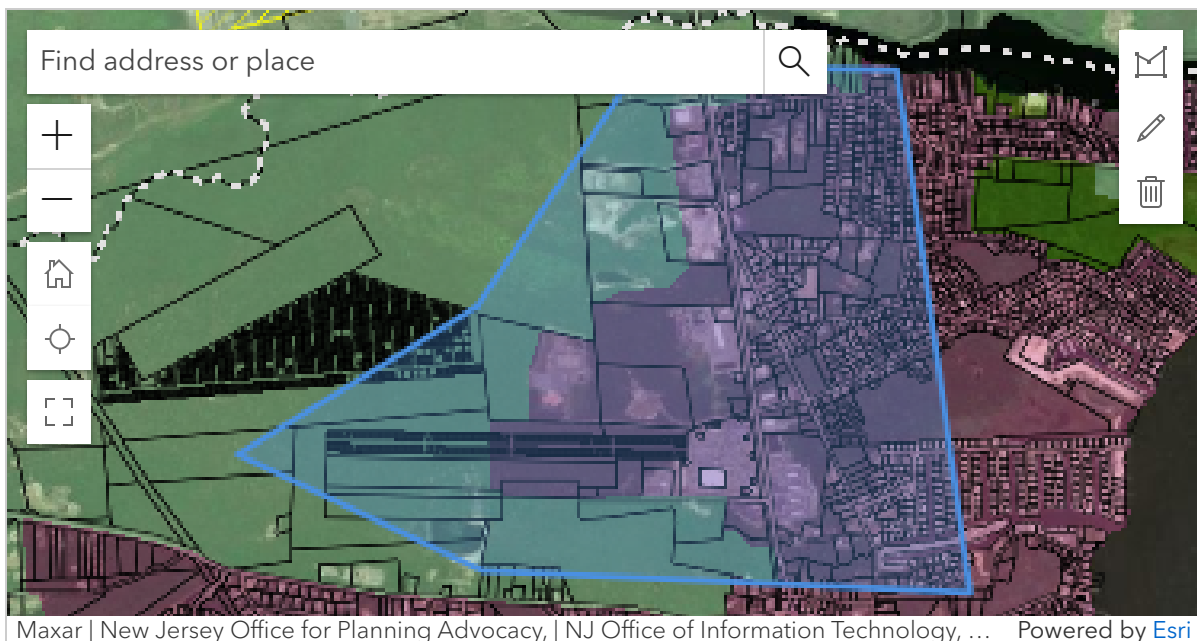 Find address or place
Maxar | New Jersey Office for Planning Advocacy, | NJ Office of Information Technology, ... Powered by Esri